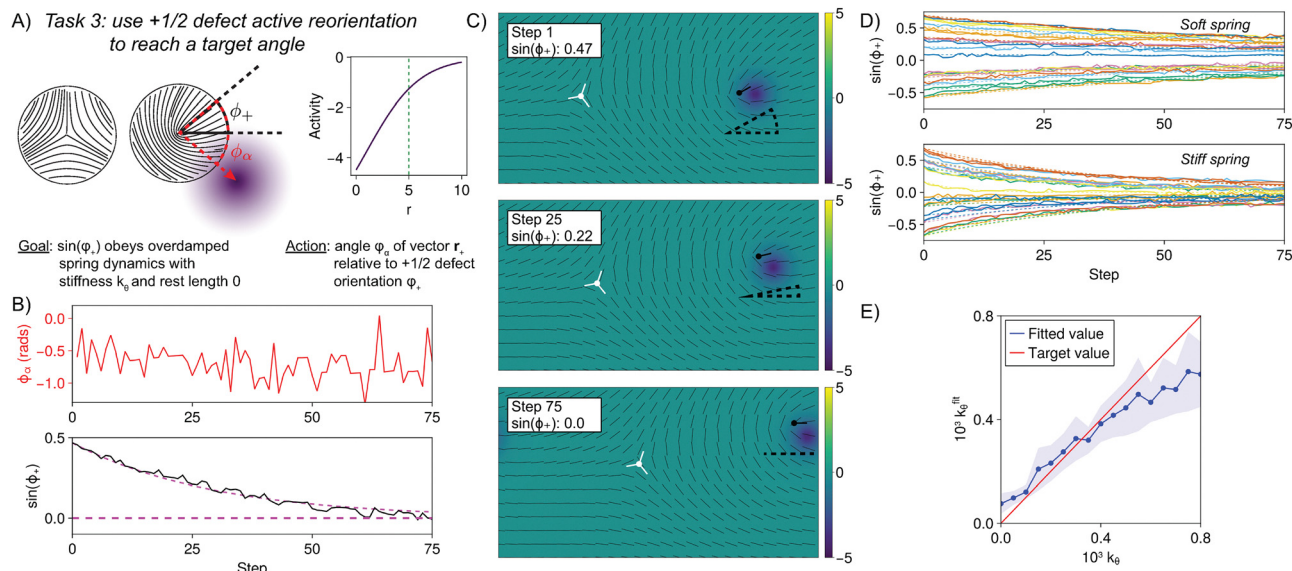 A) Task 3: use +1/2 defect active reorientation
to reach a target angle
ϕ+
ϕα
Activity
0
−2
−4
0
5
10
r
Goal: sin(φ+) obeys overdamped
spring dynamics with
stiffness kθ and rest length 0
Action: angle φα of vector r+
relative to +1/2 defect
orientation φ+
B)
ϕα (rads)
0.0
−0.5
−1.0
0
25
50
75
sin(ϕ+)
0.5
0.0
0
25
50
75
Step
C)
Step 1
sin(ϕ+): 0.47
5
0
−5
Step 25
sin(ϕ+): 0.22
5
0
−5
Step 75
sin(ϕ+): 0.0
5
0
−5
D)
Soft spring
sin(ϕ+)
0.5
0.0
−0.5
0
25
50
75
Stiff spring
sin(ϕ+)
0.5
0.0
−0.5
0
25
50
75
Step
E)
Fitted value
Target value
10³ kθ^fit
0.8
0.4
0.0
0.0
0.4
0.8
10³ kθ